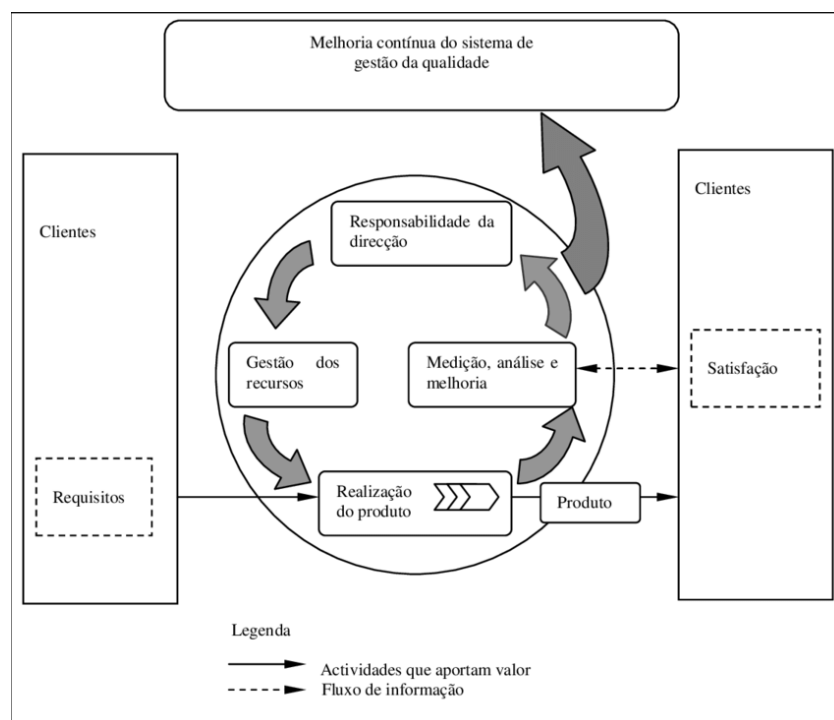 Melhoria contínua do sistema de
gestão da qualidade
Clientes
Clientes
Responsabilidade da
direcção
Gestão dos
recursos
Medição, análise e
melhoria
Satisfação
Requisitos
Realização
do produto
Produto
Legenda
Actividades que aportam valor
Fluxo de informação